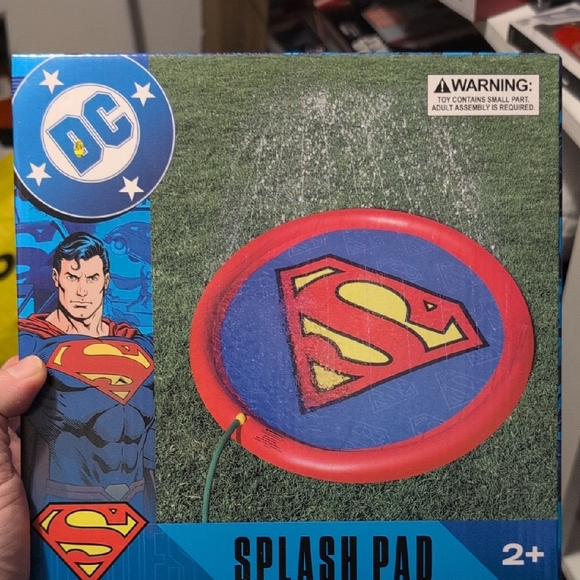 DC
⚠WARNING:
TOY CONTAINS SMALL PART.
ADULT ASSEMBLY IS REQUIRED.
S
S
S
SPLASH PAD
2+